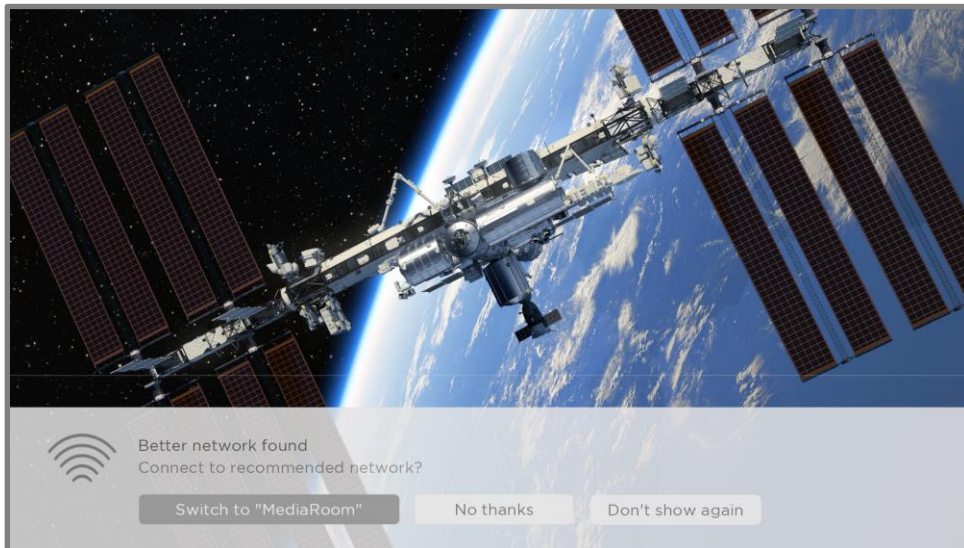 Better network found
Connect to recommended network?
Switch to "MediaRoom"
No thanks
Don't show again